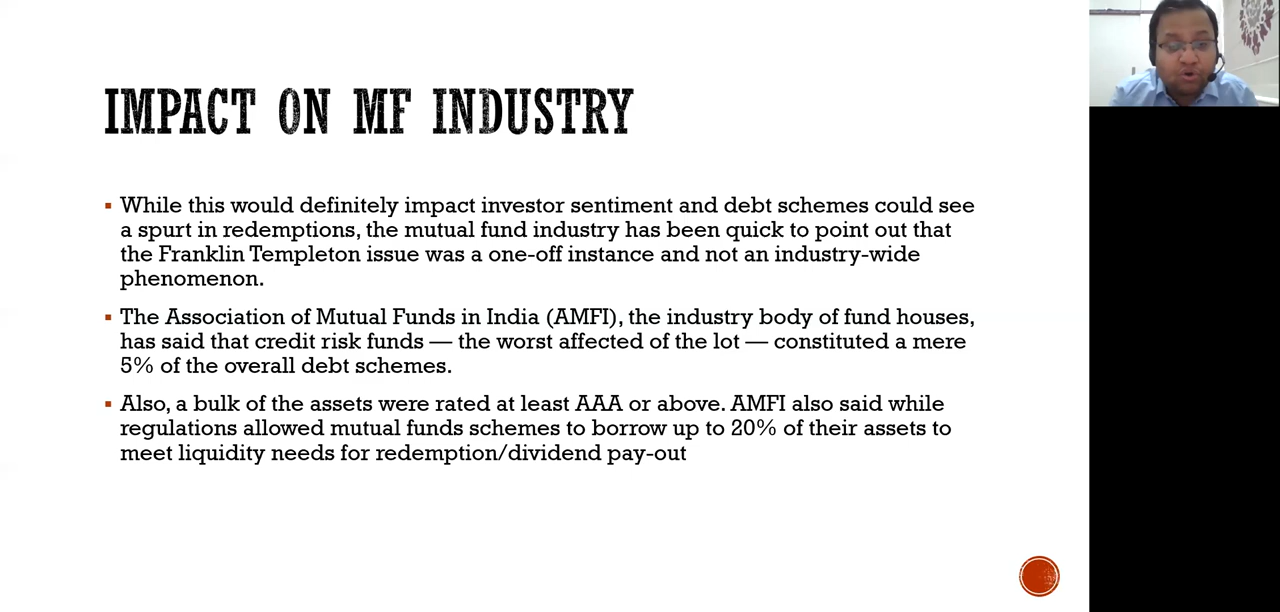 IMPACT ON MF INDUSTRY
▪ While this would definitely impact investor sentiment and debt schemes could see
a spurt in redemptions, the mutual fund industry has been quick to point out that
the Franklin Templeton issue was a one-off instance and not an industry-wide
phenomenon.
▪ The Association of Mutual Funds in India (AMFI), the industry body of fund houses,
has said that credit risk funds — the worst affected of the lot — constituted a mere
5% of the overall debt schemes.
▪ Also, a bulk of the assets were rated at least AAA or above. AMFI also said while
regulations allowed mutual funds schemes to borrow up to 20% of their assets to
meet liquidity needs for redemption/dividend pay-out